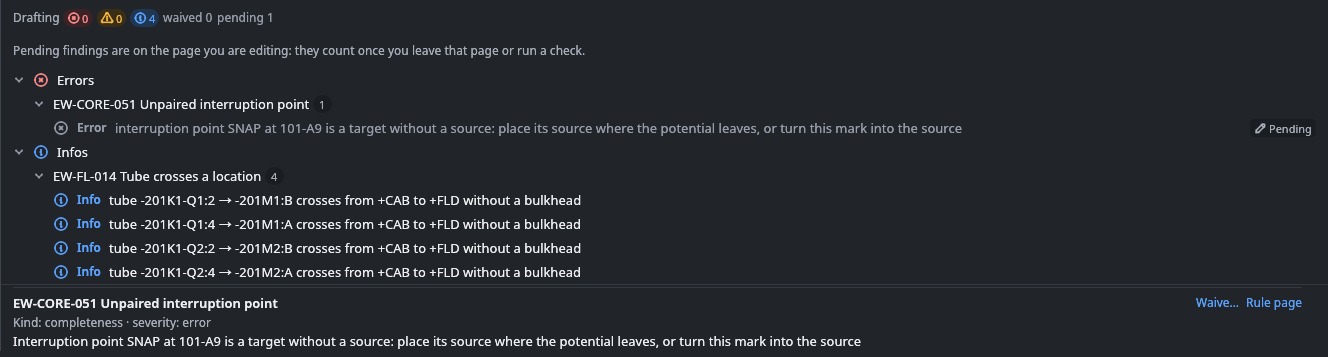 Drafting 0 0 4 waived 0 pending 1
Pending findings are on the page you are editing: they count once you leave that page or run a check.
Errors
EW-CORE-051 Unpaired interruption point 1
Error interruption point SNAP at 101-A9 is a target without a source: place its source where the potential leaves, or turn this mark into the source Pending
Infos
EW-FL-014 Tube crosses a location 4
Info tube -201K1-Q1:2 → -201M1:B crosses from +CAB to +FLD without a bulkhead
Info tube -201K1-Q1:4 → -201M1:A crosses from +CAB to +FLD without a bulkhead
Info tube -201K1-Q2:2 → -201M2:B crosses from +CAB to +FLD without a bulkhead
Info tube -201K1-Q2:4 → -201M2:A crosses from +CAB to +FLD without a bulkhead
EW-CORE-051 Unpaired interruption point Waive... Rule page
Kind: completeness · severity: error
Interruption point SNAP at 101-A9 is a target without a source: place its source where the potential leaves, or turn this mark into the source